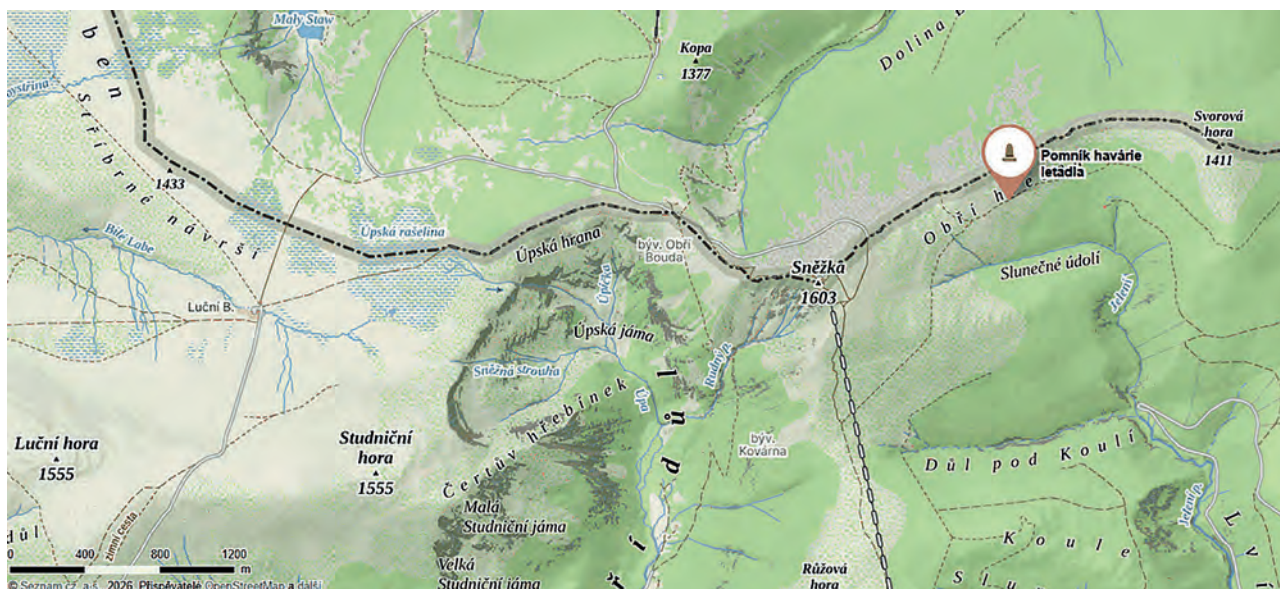 Mały Staw
Kopa
1377
Dolina
Svorová
hora
1411
Pomník havárie
letadla
Obří
Stříbrné návrší
1433
Bílé Labe
Úpská rašelina
Úpská hrana
býv. Obří
Bouda
Sněžka
1603
Slunečné údolí
Jelení
Luční B.
Úpička
Úpská jáma
Sněžná strouha
Rudný p.
Úpa
Čertův hřebínek
Luční hora
1555
Studniční
hora
1555
býv.
Kovárna
Důl pod Koulí
Malá
Studniční jáma
Velká
Studniční jáma
Jelení p.
Koule
zimní cesta
Růžová
hora
0 400 800 1200
m
© Seznam.cz, a.s., 2026, Přispěvatelé OpenStreetMap a další